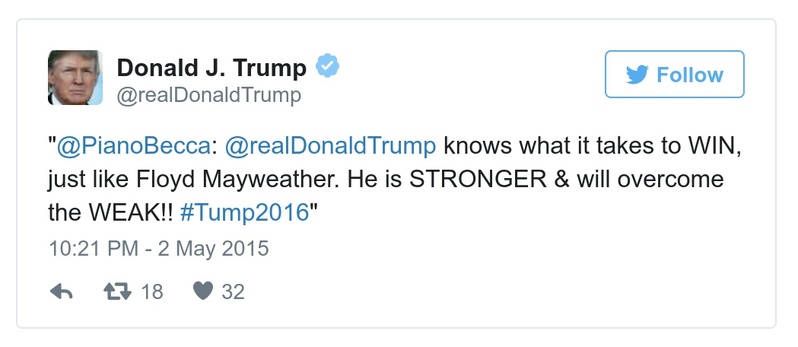 Donald J. Trump
@realDonaldTrump
Follow
"@PianoBecca: @realDonaldTrump knows what it takes to WIN,
just like Floyd Mayweather. He is STRONGER & will overcome
the WEAK!! #Tump2016"
10:21 PM - 2 May 2015
18 32